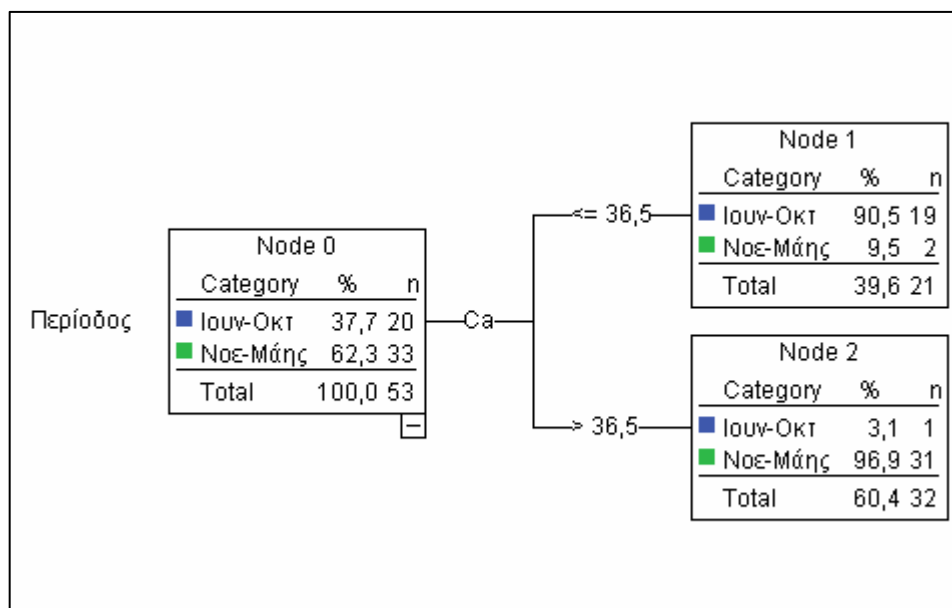 Περίοδος
Node 0
Category % n
Ιουν-Οκτ 37,7 20
Νοε-Μάης 62,3 33
Total 100,0 53
Ca
<= 36,5
Node 1
Category % n
Ιουν-Οκτ 90,5 19
Νοε-Μάης 9,5 2
Total 39,6 21
> 36,5
Node 2
Category % n
Ιουν-Οκτ 3,1 1
Νοε-Μάης 96,9 31
Total 60,4 32